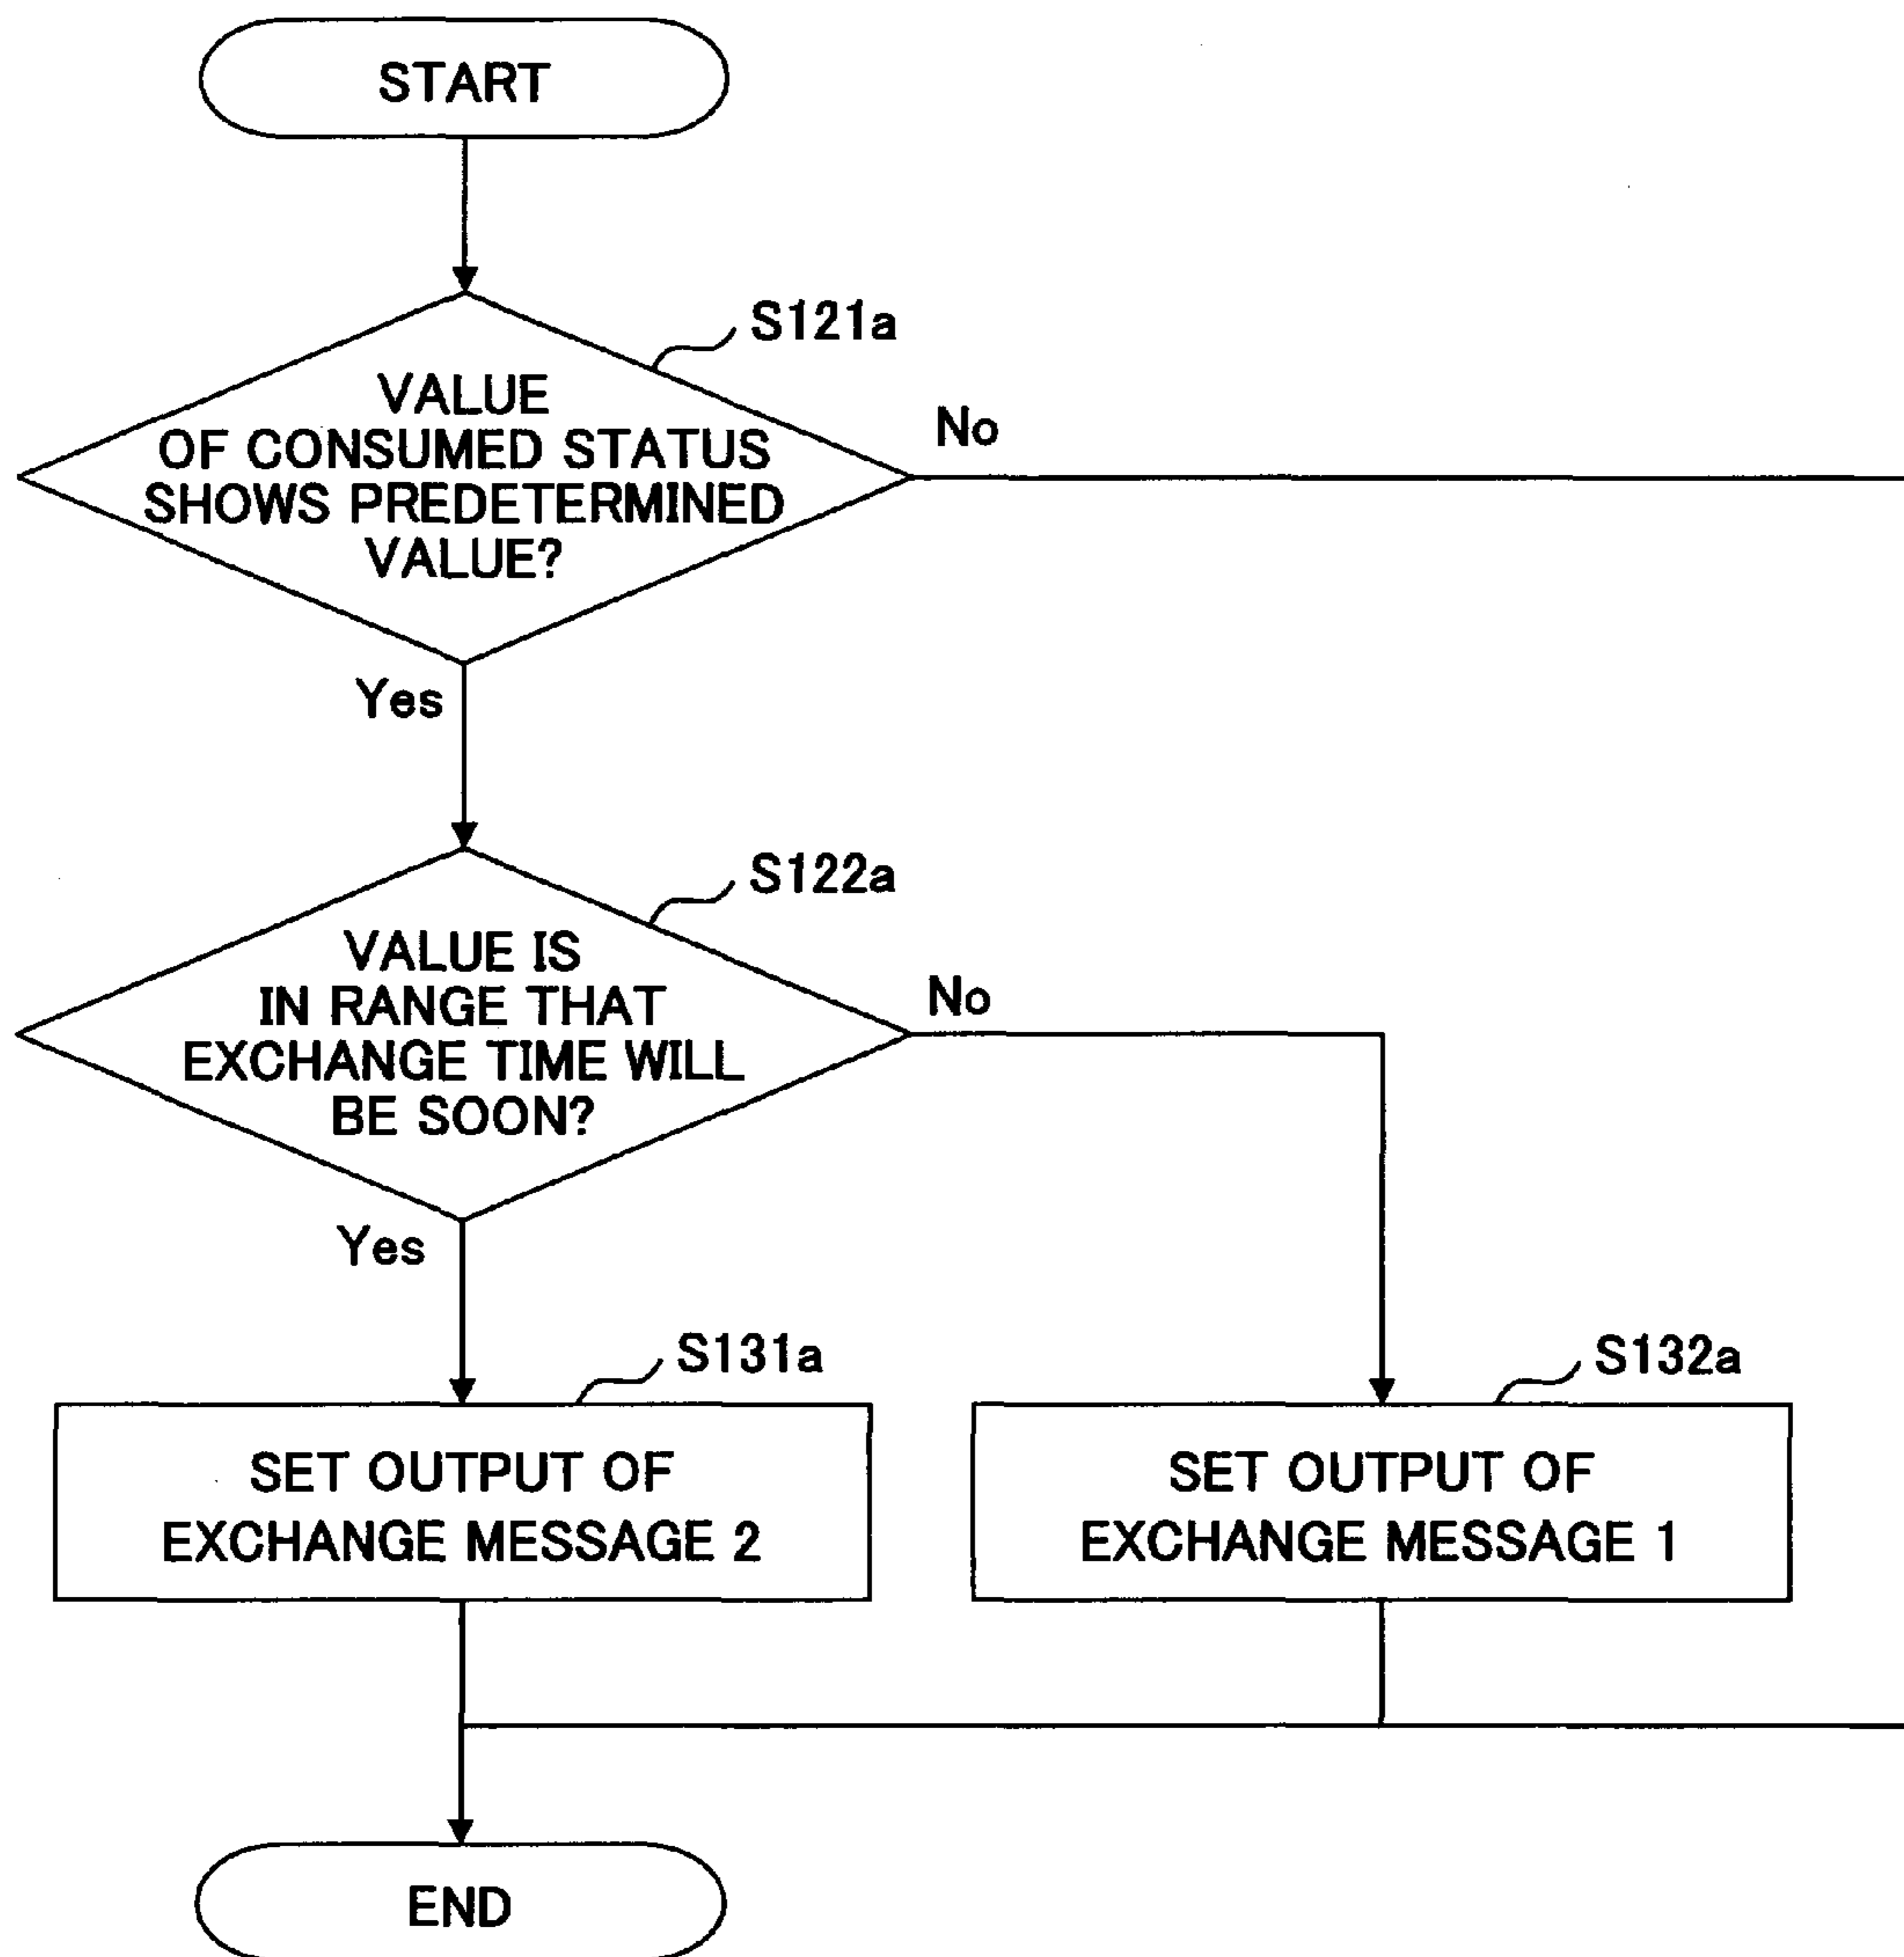 START
S121a
VALUE
OF CONSUMED STATUS
SHOWS PREDETERMINED
VALUE?
No
Yes
S122a
VALUE IS
IN RANGE THAT
EXCHANGE TIME WILL
BE SOON?
No
Yes
S131a
SET OUTPUT OF
EXCHANGE MESSAGE 2
S132a
SET OUTPUT OF
EXCHANGE MESSAGE 1
END